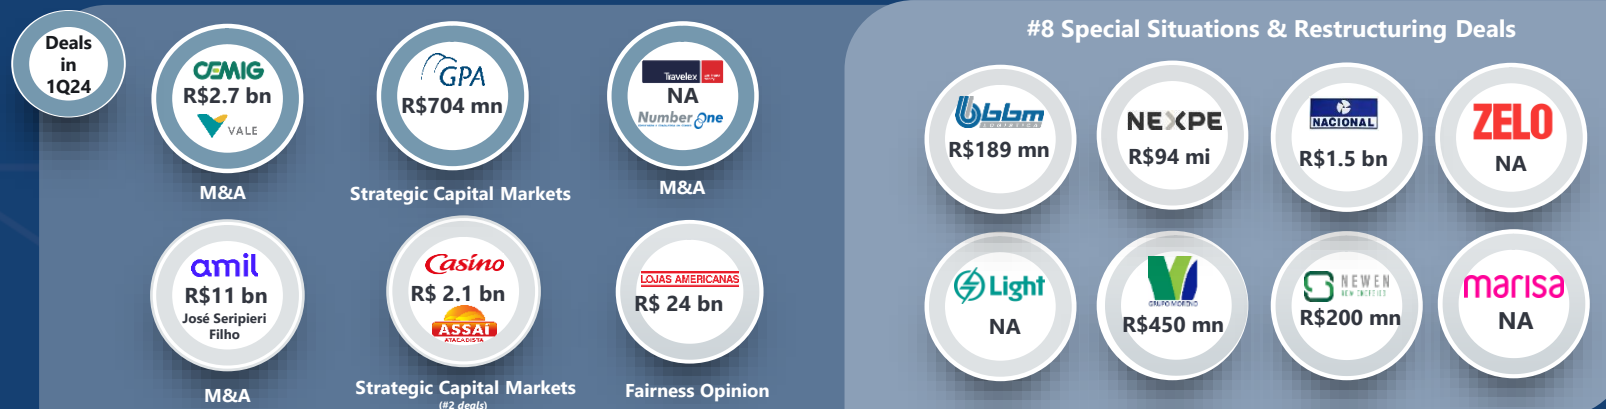 Deals
in
1Q24
CEMIG
R$2.7 bn
VALE
M&A
GPA
R$704 mn
Strategic Capital Markets
Travelex
NA
Number One
M&A
amil
R$11 bn
José Seripieri
Filho
M&A
Casino
R$ 2.1 bn
ASSAÍ
ATACADISTA
Strategic Capital Markets
(#2 deals)
LOJAS AMERICANAS
R$ 24 bn
Fairness Opinion
#8 Special Situations & Restructuring Deals
bbm
R$189 mn
NEXPE
R$94 mi
NACIONAL
R$1.5 bn
ZELO
NA
Light
NA
GRUPO MORENO
R$450 mn
NEWEN
NEW ENERGIES
R$200 mn
marisa
NA